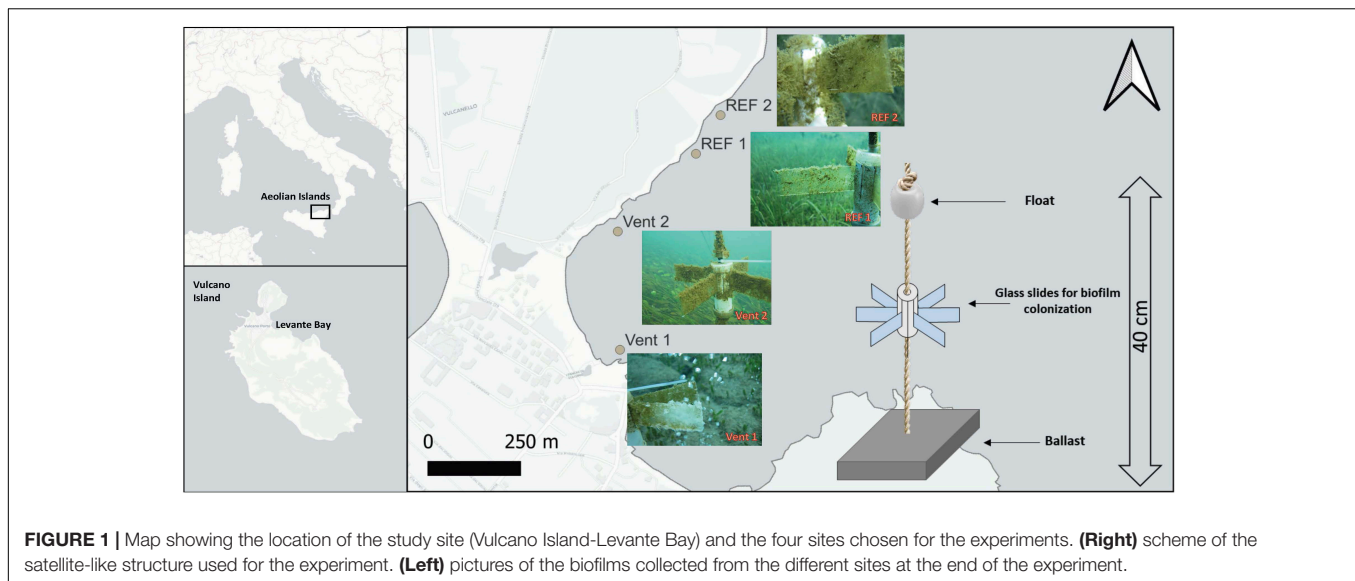 Aeolian Islands
Vulcano
Island
Levante Bay
VULCANELLO
REF 2
REF 1
Vent 2
Vent 1
REF 2
REF 1
Vent 2
Vent 1
0 250 m
Float
Glass slides for biofilm
colonization
Ballast
40 cm
FIGURE 1 | Map showing the location of the study site (Vulcano Island-Levante Bay) and the four sites chosen for the experiments. (Right) scheme of the
satellite-like structure used for the experiment. (Left) pictures of the biofilms collected from the different sites at the end of the experiment.